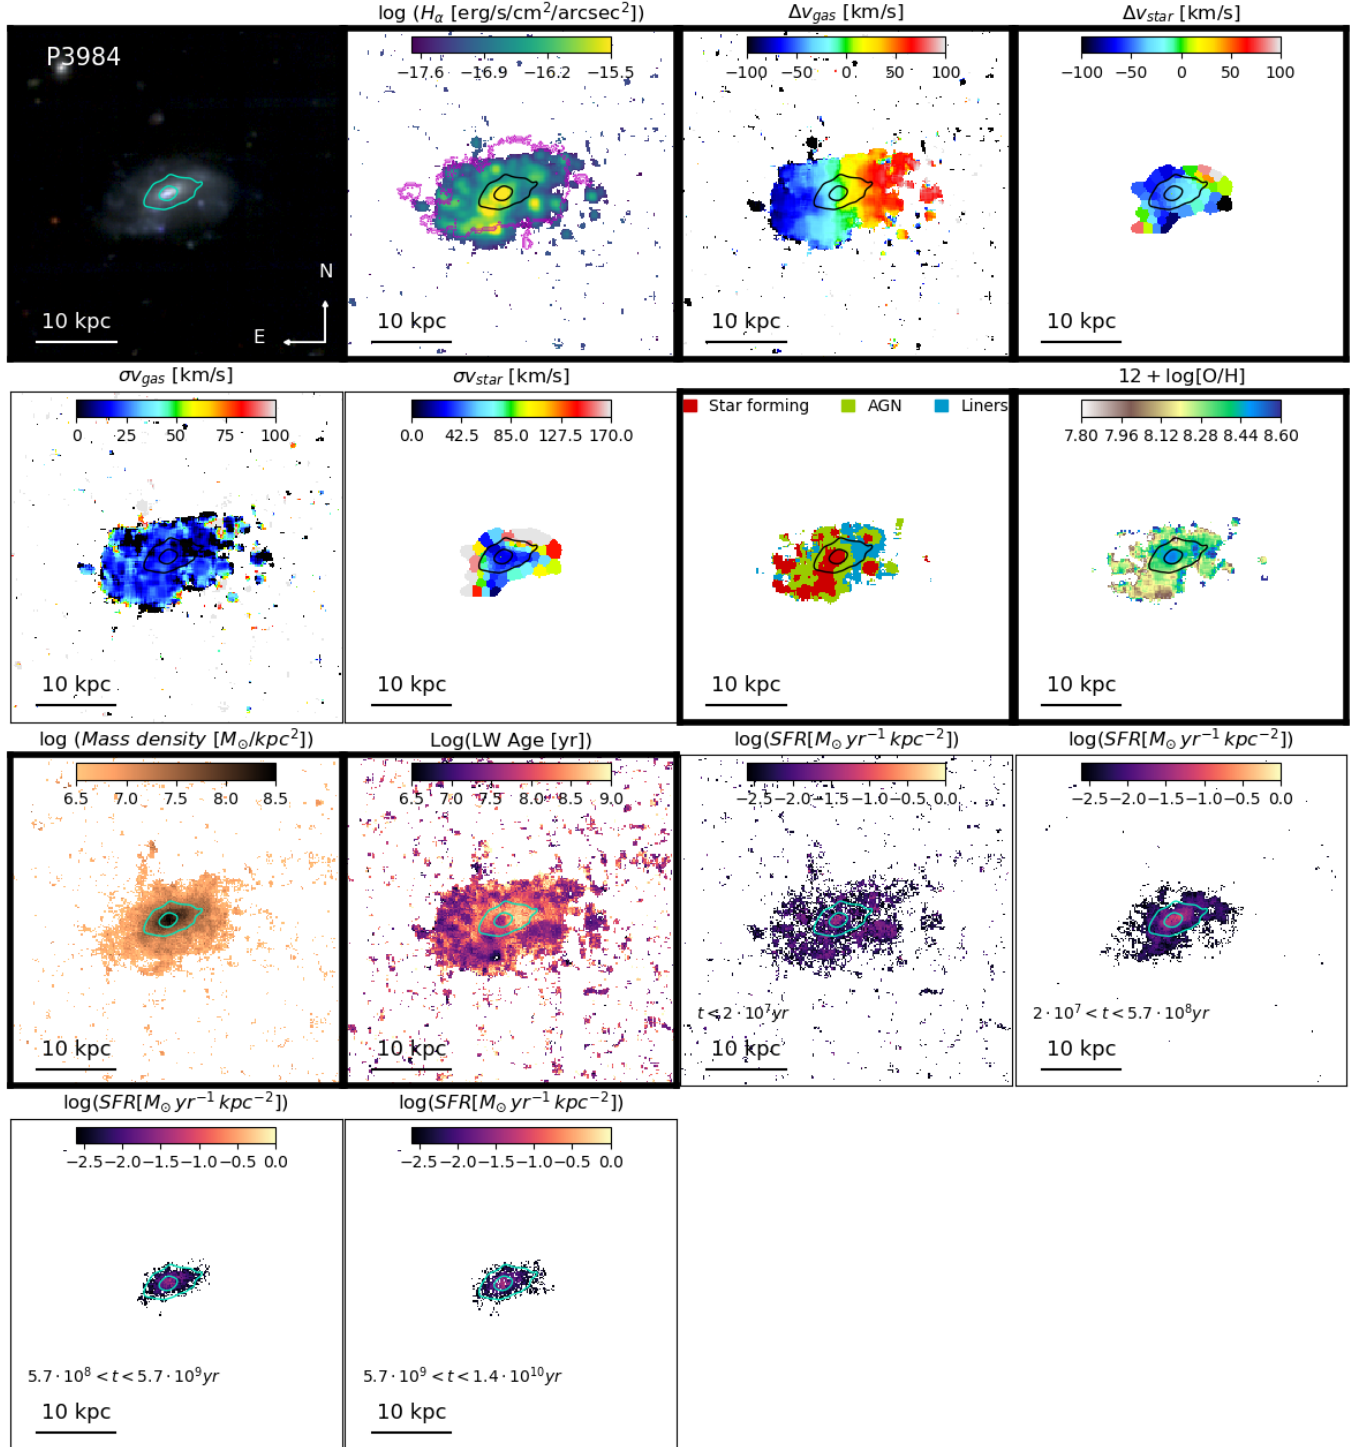 log (Hα [erg/s/cm²/arcsec²])
Δv_gas [km/s]
Δv_star [km/s]
P3984
−17.6 −16.9 −16.2 −15.5
−100 −50 0 50 100
−100 −50 0 50 100
N
E
10 kpc
10 kpc
10 kpc
10 kpc
σv_gas [km/s]
σv_star [km/s]
12 + log[O/H]
0 25 50 75 100
0.0 42.5 85.0 127.5 170.0
Star forming AGN Liners
7.80 7.96 8.12 8.28 8.44 8.60
10 kpc
10 kpc
10 kpc
10 kpc
log (Mass density [M⊙/kpc²])
Log(LW Age [yr])
log(SFR[M⊙ yr⁻¹ kpc⁻²])
log(SFR[M⊙ yr⁻¹ kpc⁻²])
6.5 7.0 7.5 8.0 8.5
6.5 7.0 7.5 8.0 8.5 9.0
−2.5 −2.0 −1.5 −1.0 −0.5 0.0
−2.5 −2.0 −1.5 −1.0 −0.5 0.0
t < 2 · 10⁷yr
2 · 10⁷ < t < 5.7 · 10⁸yr
10 kpc
10 kpc
10 kpc
10 kpc
log(SFR[M⊙ yr⁻¹ kpc⁻²])
log(SFR[M⊙ yr⁻¹ kpc⁻²])
−2.5 −2.0 −1.5 −1.0 −0.5 0.0
−2.5 −2.0 −1.5 −1.0 −0.5 0.0
5.7 · 10⁸ < t < 5.7 · 10⁹yr
5.7 · 10⁹ < t < 1.4 · 10¹⁰yr
10 kpc
10 kpc